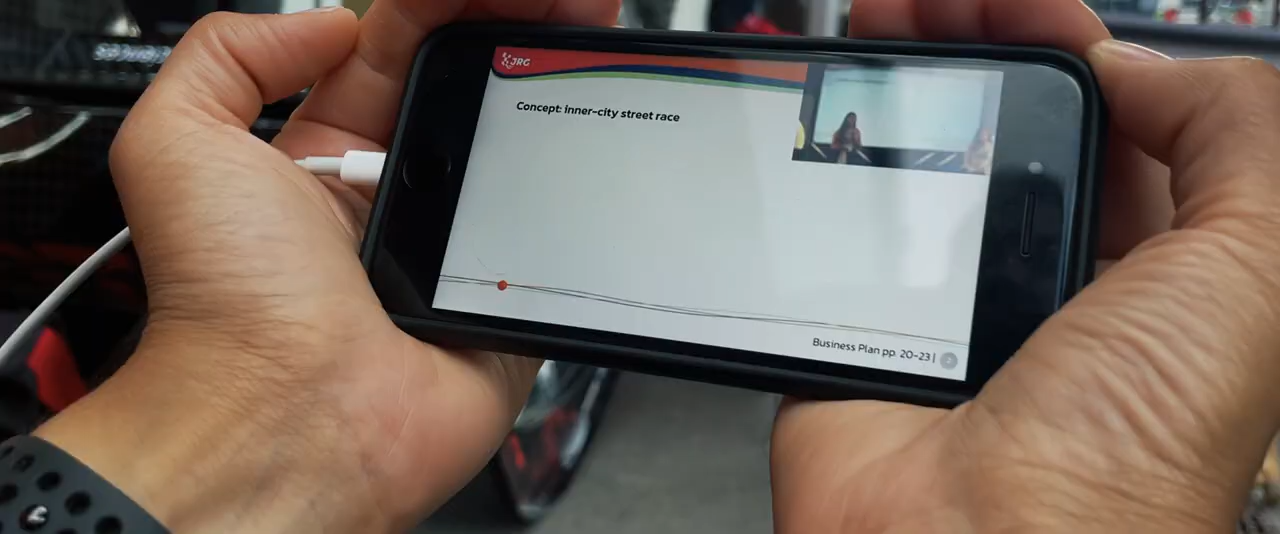 JRG
Concept: inner-city street race
Business Plan pp. 20-23 |